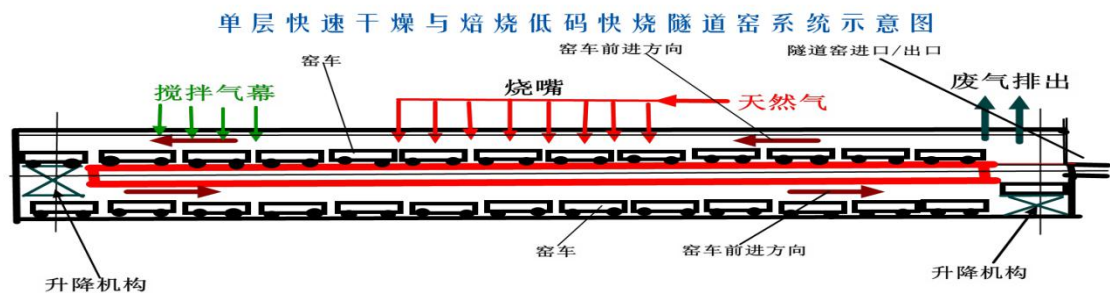 单层快速干燥与焙烧低码快烧隧道窑系统示意图
窑车
窑车前进方向
隧道窑进口/出口
搅拌气幕
烧嘴
天然气
废气排出
窑车
窑车前进方向
升降机构
升降机构